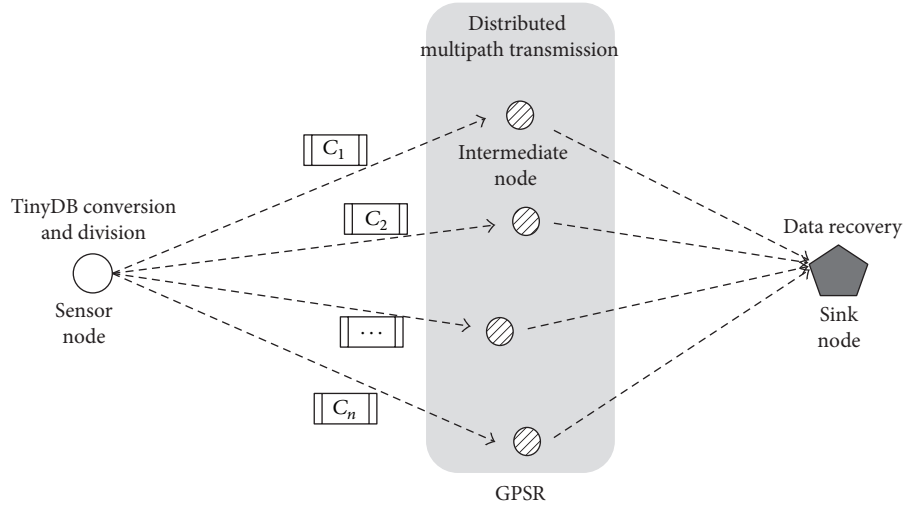 Distributed
multipath transmission
C1
Intermediate
node
TinyDB conversion
and division
C2
Data recovery
Sensor
node
⋯
Sink
node
Cn
GPSR